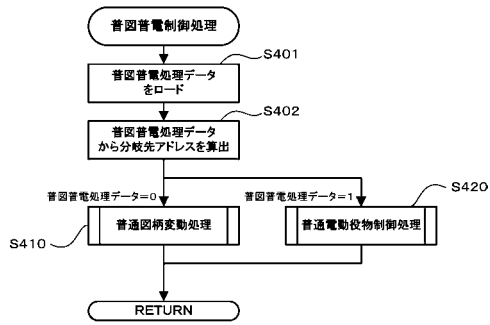 普図普電制御処理
S401
普図普電処理データ
をロード
S402
普図普電処理データ
から分岐先アドレスを算出
普図普電処理データ=0
普図普電処理データ=1
S420
S410
普通図柄変動処理
普通電動役物制御処理
RETURN